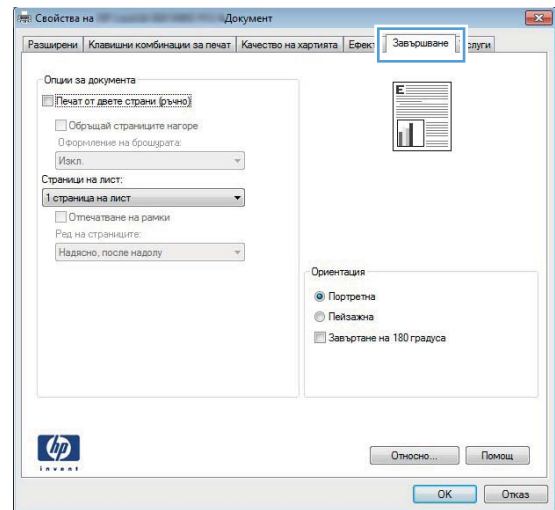 Свойства на Документ
Разширени Клавишни комбинации за печат Качество на хартията Ефек Завършване слуги
Опции за документа
Печат от двете страни (ръчно)
Обръщай страниците нагоре
Оформление на брошурата:
Изкл.
Страници на лист:
1 страница на лист
Отпечатване на рамки
Ред на страниците:
Надясно, после надолу
E
Ориентация
Портретна
Пейзажна
Завъртане на 180 градуса
hp
invent
Относно... Помощ
OK Отказ